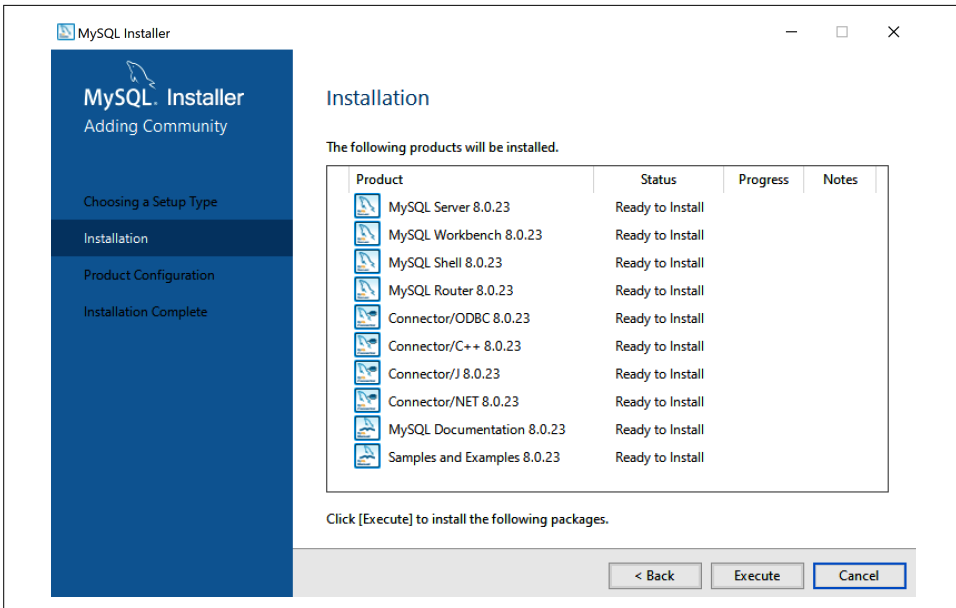 MySQL Installer
MySQL. Installer
Adding Community
Choosing a Setup Type
Installation
Product Configuration
Installation Complete
Installation
The following products will be installed.
Product Status Progress Notes
MySQL Server 8.0.23 Ready to Install
MySQL Workbench 8.0.23 Ready to Install
MySQL Shell 8.0.23 Ready to Install
MySQL Router 8.0.23 Ready to Install
Connector/ODBC 8.0.23 Ready to Install
Connector/C++ 8.0.23 Ready to Install
Connector/J 8.0.23 Ready to Install
Connector/NET 8.0.23 Ready to Install
MySQL Documentation 8.0.23 Ready to Install
Samples and Examples 8.0.23 Ready to Install
Click [Execute] to install the following packages.
< Back Execute Cancel